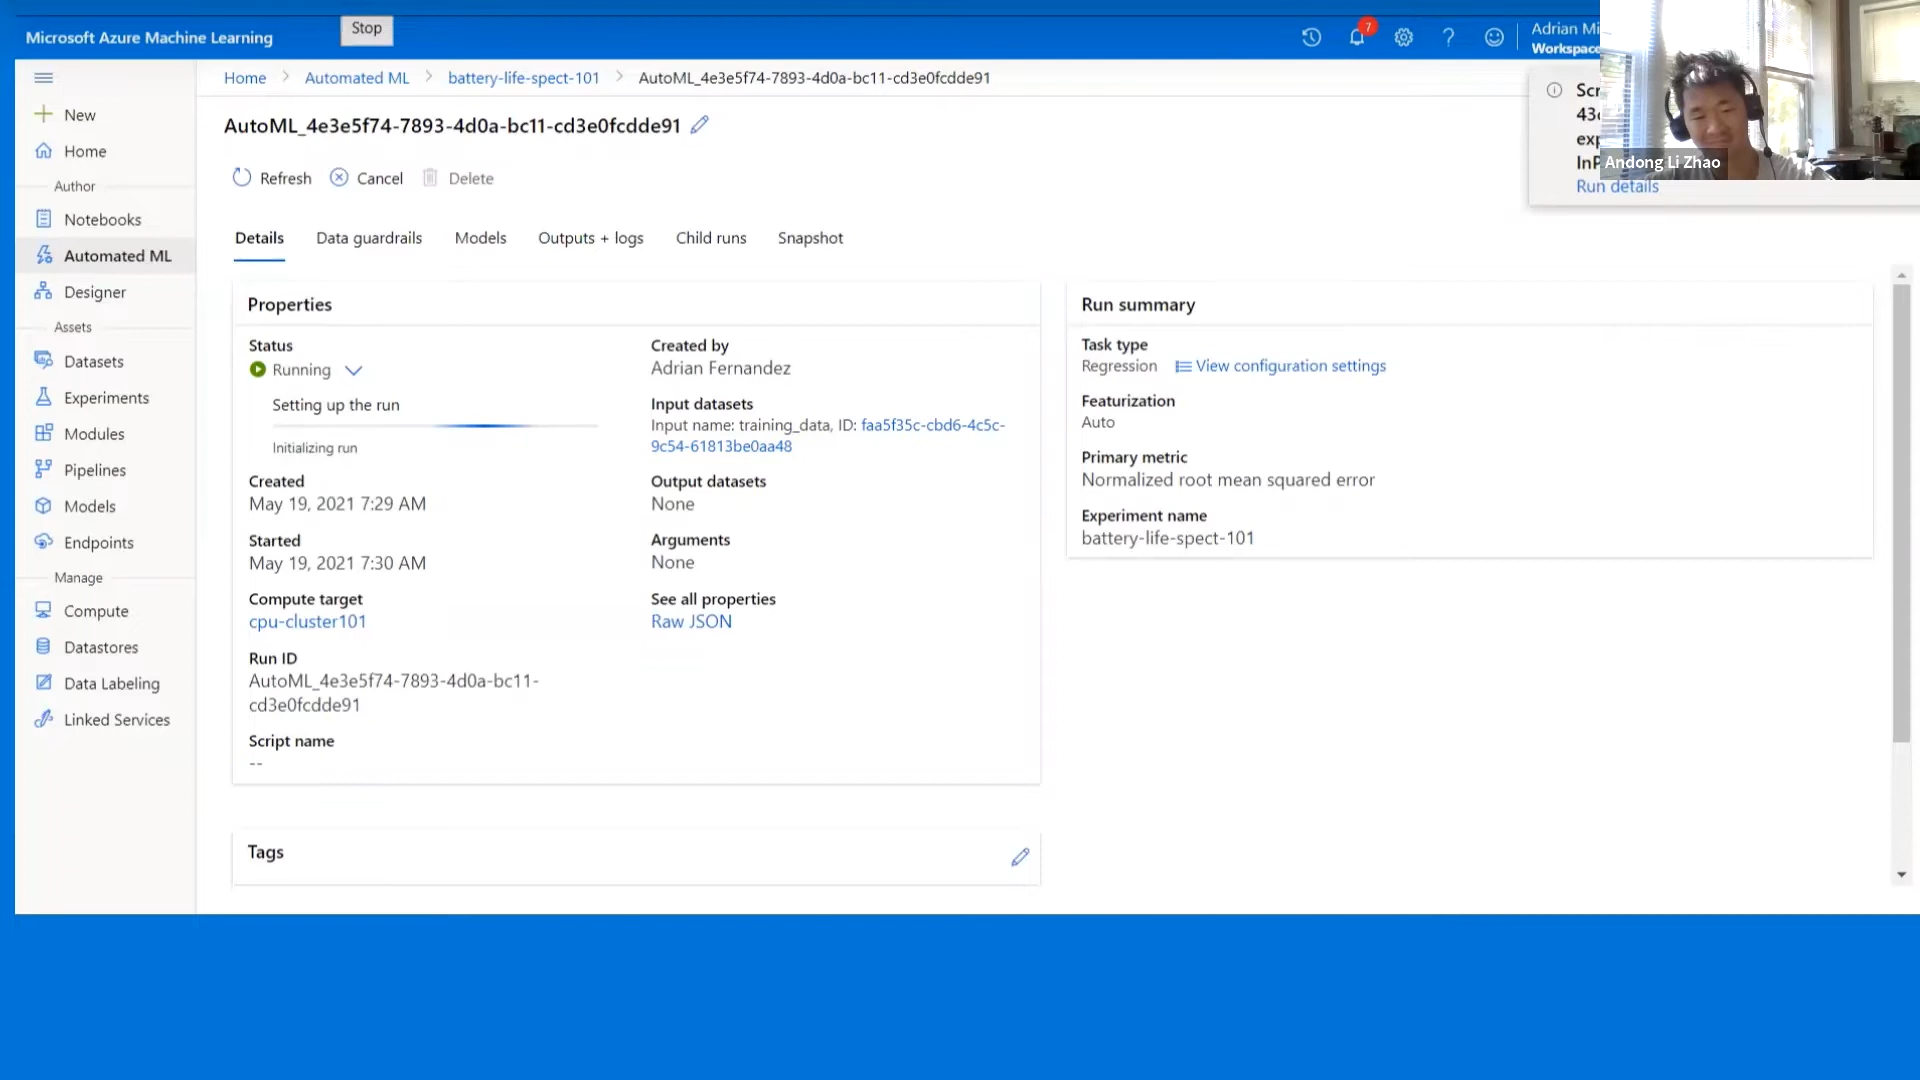 Microsoft Azure Machine Learning
Stop
7
Adrian Mi
Workspace
Home > Automated ML > battery-life-spect-101 > AutoML_4e3e5f74-7893-4d0a-bc11-cd3e0fcdde91
New
Home
Author
Notebooks
Automated ML
Designer
Assets
Datasets
Experiments
Modules
Pipelines
Models
Endpoints
Manage
Compute
Datastores
Data Labeling
Linked Services
AutoML_4e3e5f74-7893-4d0a-bc11-cd3e0fcdde91
Refresh Cancel Delete
Details Data guardrails Models Outputs + logs Child runs Snapshot
Properties
Status
Running
Setting up the run
Initializing run
Created
May 19, 2021 7:29 AM
Started
May 19, 2021 7:30 AM
Compute target
cpu-cluster101
Run ID
AutoML_4e3e5f74-7893-4d0a-bc11-
cd3e0fcdde91
Script name
--
Created by
Adrian Fernandez
Input datasets
Input name: training_data, ID: faa5f35c-cbd6-4c5c-
9c54-61813be0aa48
Output datasets
None
Arguments
None
See all properties
Raw JSON
Tags
Run summary
Task type
Regression View configuration settings
Featurization
Auto
Primary metric
Normalized root mean squared error
Experiment name
battery-life-spect-101
Andong Li Zhao
Run details